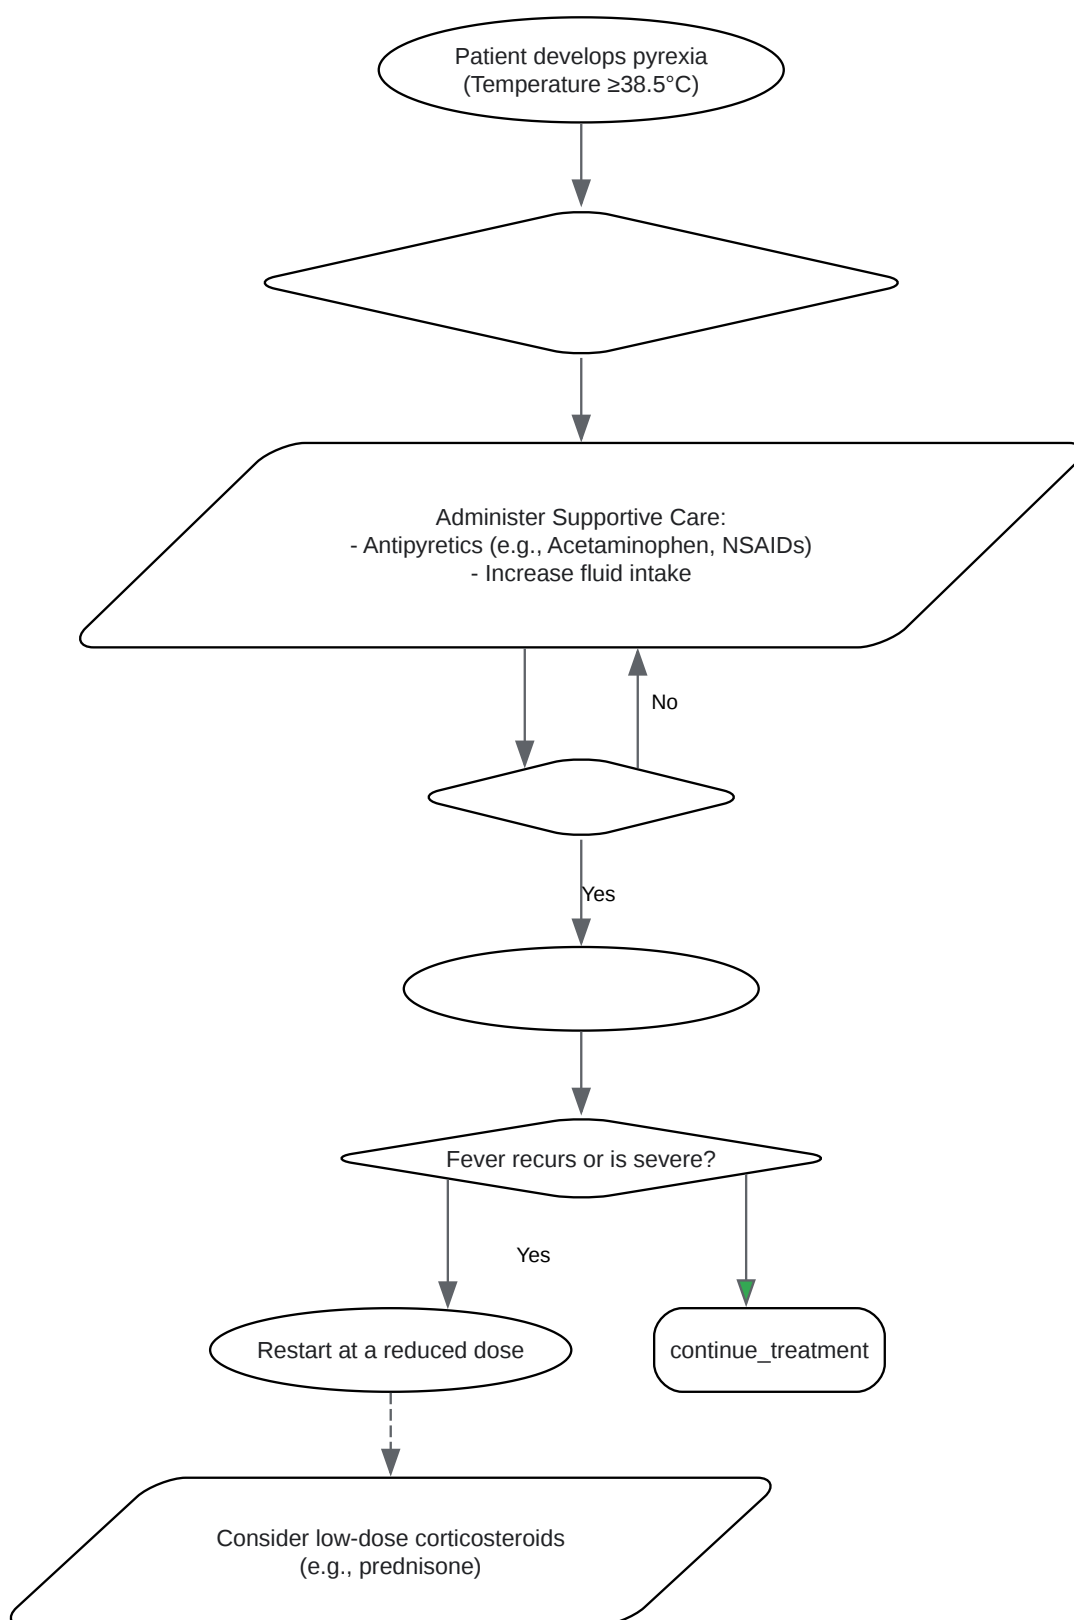 Patient develops pyrexia
(Temperature ≥38.5°C)
Administer Supportive Care:
- Antipyretics (e.g., Acetaminophen, NSAIDs)
- Increase fluid intake
No
Yes
Fever recurs or is severe?
Yes
Restart at a reduced dose
continue_treatment
Consider low-dose corticosteroids
(e.g., prednisone)